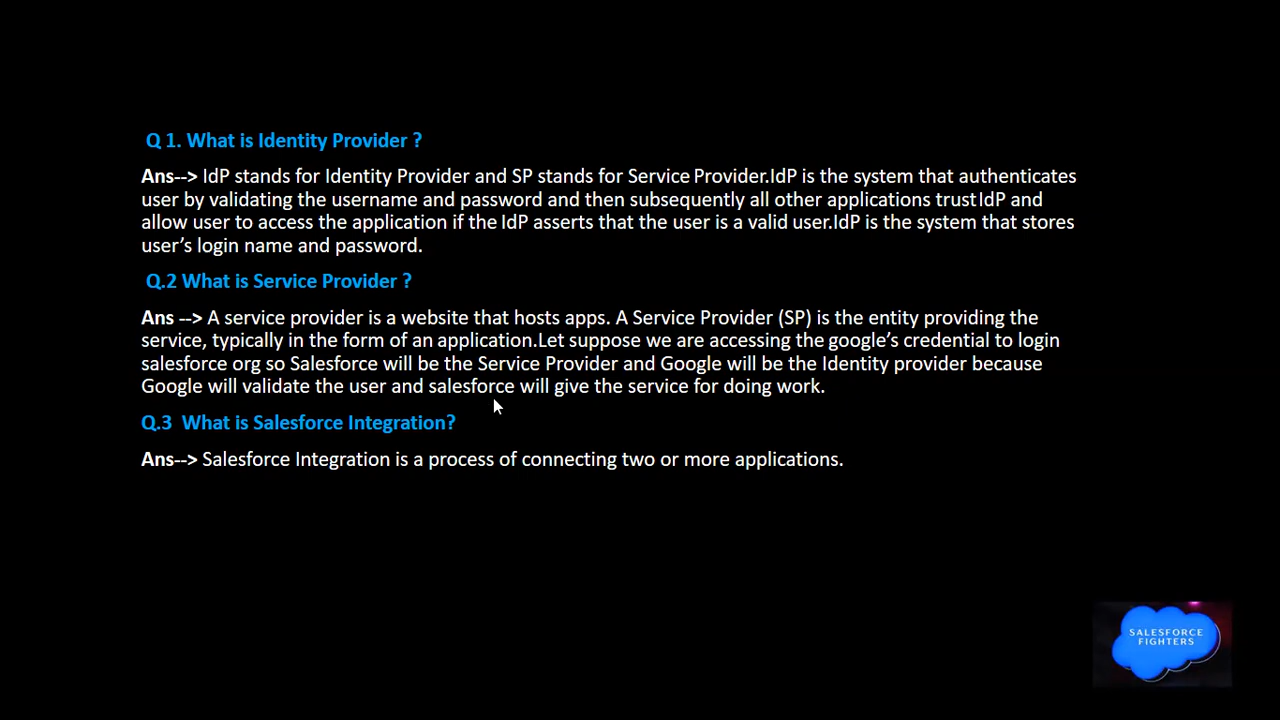 Q 1. What is Identity Provider ?
Ans--> IdP stands for Identity Provider and SP stands for Service Provider.IdP is the system that authenticates
user by validating the username and password and then subsequently all other applications trust IdP and
allow user to access the application if the IdP asserts that the user is a valid user.IdP is the system that stores
user’s login name and password.
Q.2 What is Service Provider ?
Ans --> A service provider is a website that hosts apps. A Service Provider (SP) is the entity providing the
service, typically in the form of an application.Let suppose we are accessing the google’s credential to login
salesforce org so Salesforce will be the Service Provider and Google will be the Identity provider because
Google will validate the user and salesforce will give the service for doing work.
Q.3 What is Salesforce Integration?
Ans--> Salesforce Integration is a process of connecting two or more applications.
SALESFORCE
FIGHTERS